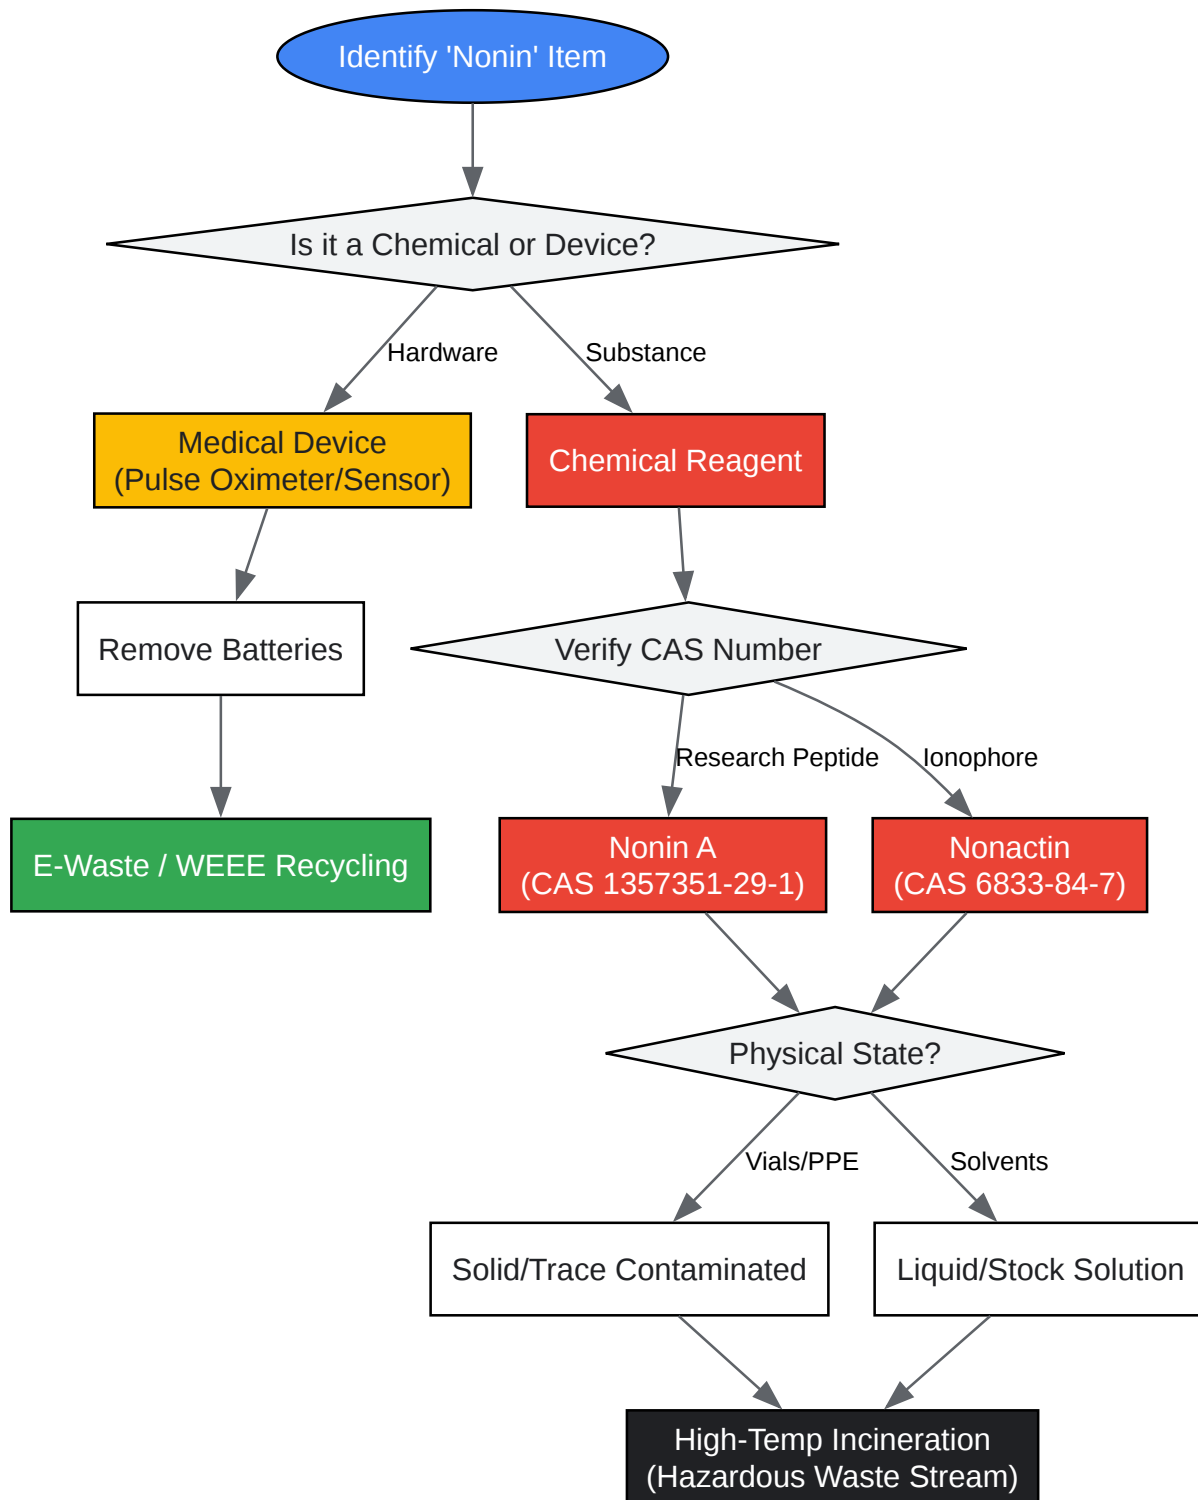 Identify 'Nonin' Item
Is it a Chemical or Device?
Hardware
Substance
Medical Device
(Pulse Oximeter/Sensor)
Chemical Reagent
Remove Batteries
Verify CAS Number
Research Peptide
Ionophore
E-Waste / WEEE Recycling
Nonin A
(CAS 1357351-29-1)
Nonactin
(CAS 6833-84-7)
Physical State?
Vials/PPE
Solvents
Solid/Trace Contaminated
Liquid/Stock Solution
High-Temp Incineration
(Hazardous Waste Stream)